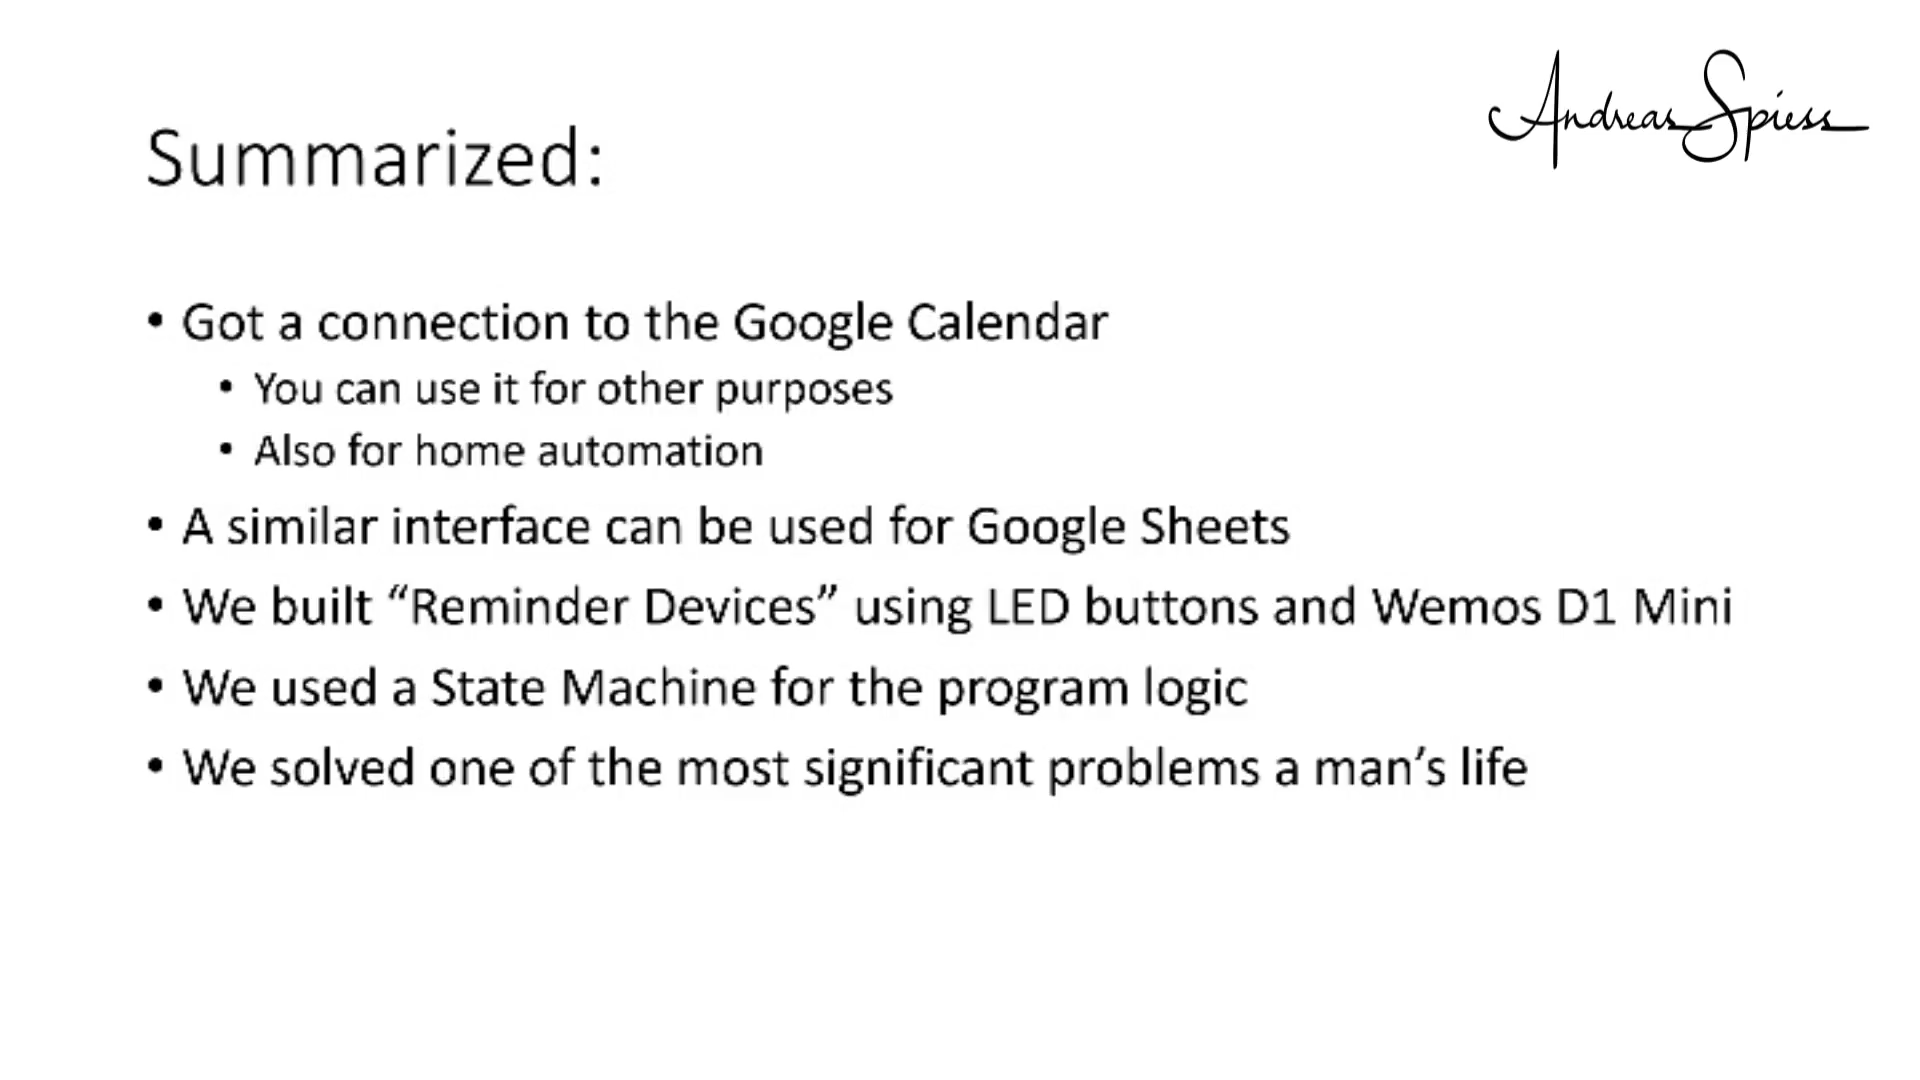 Andreas Spiess
Summarized:
• Got a connection to the Google Calendar
• You can use it for other purposes
• Also for home automation
• A similar interface can be used for Google Sheets
• We built “Reminder Devices” using LED buttons and Wemos D1 Mini
• We used a State Machine for the program logic
• We solved one of the most significant problems a man’s life